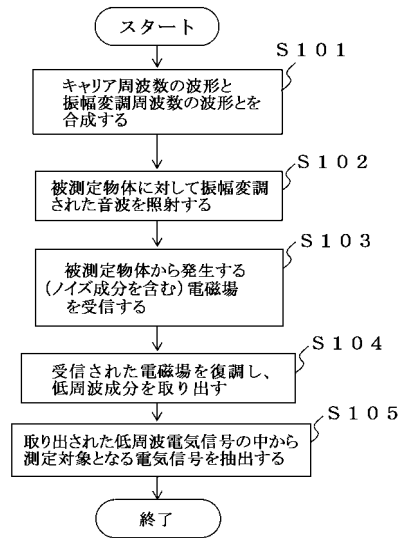 スタート
S101
キャリア周波数の波形と
振幅変調周波数の波形とを
合成する
S102
被測定物体に対して振幅変調
された音波を照射する
S103
被測定物体から発生する
(ノイズ成分を含む)電磁場
を受信する
S104
受信された電磁場を復調し、
低周波成分を取り出す
S105
取り出された低周波電気信号の中から
測定対象となる電気信号を抽出する
終了